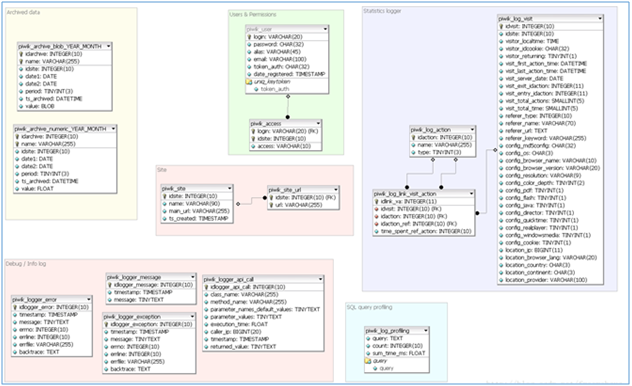 Archived data
piwik_archive_blob_YEAR_MONTH
idarchive: INTEGER(10)
name: VARCHAR(255)
idsite: INTEGER(10)
date1: DATE
date2: DATE
period: TINYINT(3)
ts_archived: DATETIME
value: BLOB
piwik_archive_numeric_YEAR_MONTH
idarchive: INTEGER(10)
name: VARCHAR(255)
idsite: INTEGER(10)
date1: DATE
date2: DATE
period: TINYINT(3)
ts_archived: DATETIME
value: FLOAT
Users & Permissions
piwik_user
login: VARCHAR(20)
password: CHAR(32)
alias: VARCHAR(45)
email: VARCHAR(100)
token_auth: CHAR(32)
date_registered: TIMESTAMP
uniq_keytoken
token_auth
piwik_access
login: VARCHAR(20) (FK)
idsite: INTEGER(10)
access: VARCHAR(10)
Site
piwik_site
idsite: INTEGER(10)
name: VARCHAR(90)
main_url: VARCHAR(255)
ts_created: TIMESTAMP
piwik_site_url
idsite: INTEGER(10) (FK)
url: VARCHAR(255)
Statistics logger
piwik_log_visit
idvisit: INTEGER(10)
idsite: INTEGER(10)
visitor_localtime: TIME
visitor_idcookie: CHAR(32)
visitor_returning: TINYINT(1)
visit_first_action_time: DATETIME
visit_last_action_time: DATETIME
visit_server_date: DATE
visit_exit_idaction: INTEGER(11)
visit_entry_idaction: INTEGER(11)
visit_total_actions: SMALLINT(5)
visit_total_time: SMALLINT(5)
referer_type: INTEGER(10)
referer_name: VARCHAR(70)
referer_url: TEXT
referer_keyword: VARCHAR(255)
config_md5config: CHAR(32)
config_os: CHAR(3)
config_browser_name: VARCHAR(10)
config_browser_version: VARCHAR(20)
config_resolution: VARCHAR(9)
config_color_depth: TINYINT(2)
config_pdf: TINYINT(1)
config_flash: TINYINT(1)
config_java: TINYINT(1)
config_director: TINYINT(1)
config_quicktime: TINYINT(1)
config_realplayer: TINYINT(1)
config_windowsmedia: TINYINT(1)
config_cookie: TINYINT(1)
location_ip: BIGINT(11)
location_browser_lang: VARCHAR(20)
location_country: CHAR(3)
location_continent: CHAR(3)
location_provider: VARCHAR(100)
piwik_log_action
idaction: INTEGER(10)
name: VARCHAR(255)
type: TINYINT(3)
piwik_log_link_visit_action
idlink_va: INTEGER(11)
idvisit: INTEGER(10) (FK)
idaction: INTEGER(10) (FK)
idaction_ref: INTEGER(10) (FK)
time_spent_ref_action: INTEGER(10)
Debug / Info log
piwik_logger_error
idlogger_error: INTEGER(10)
timestamp: TIMESTAMP
message: TINYTEXT
errno: INTEGER(10)
errline: INTEGER(10)
errfile: VARCHAR(255)
backtrace: TEXT
piwik_logger_message
idlogger_message: INTEGER(10)
timestamp: TIMESTAMP
message: TINYTEXT
piwik_logger_exception
idlogger_exception: INTEGER(10)
timestamp: TIMESTAMP
message: TINYTEXT
errno: INTEGER(10)
errline: INTEGER(10)
errfile: VARCHAR(255)
backtrace: TEXT
piwik_logger_api_call
idlogger_api_call: INTEGER(10)
class_name: VARCHAR(255)
method_name: VARCHAR(255)
parameter_names_default_values: TINYTEXT
parameter_values: TINYTEXT
execution_time: FLOAT
caller_ip: BIGINT(20)
timestamp: TIMESTAMP
returned_value: TINYTEXT
SQL query profiling
piwik_log_profiling
query: TEXT
count: INTEGER(10)
sum_time_ms: FLOAT
query
query